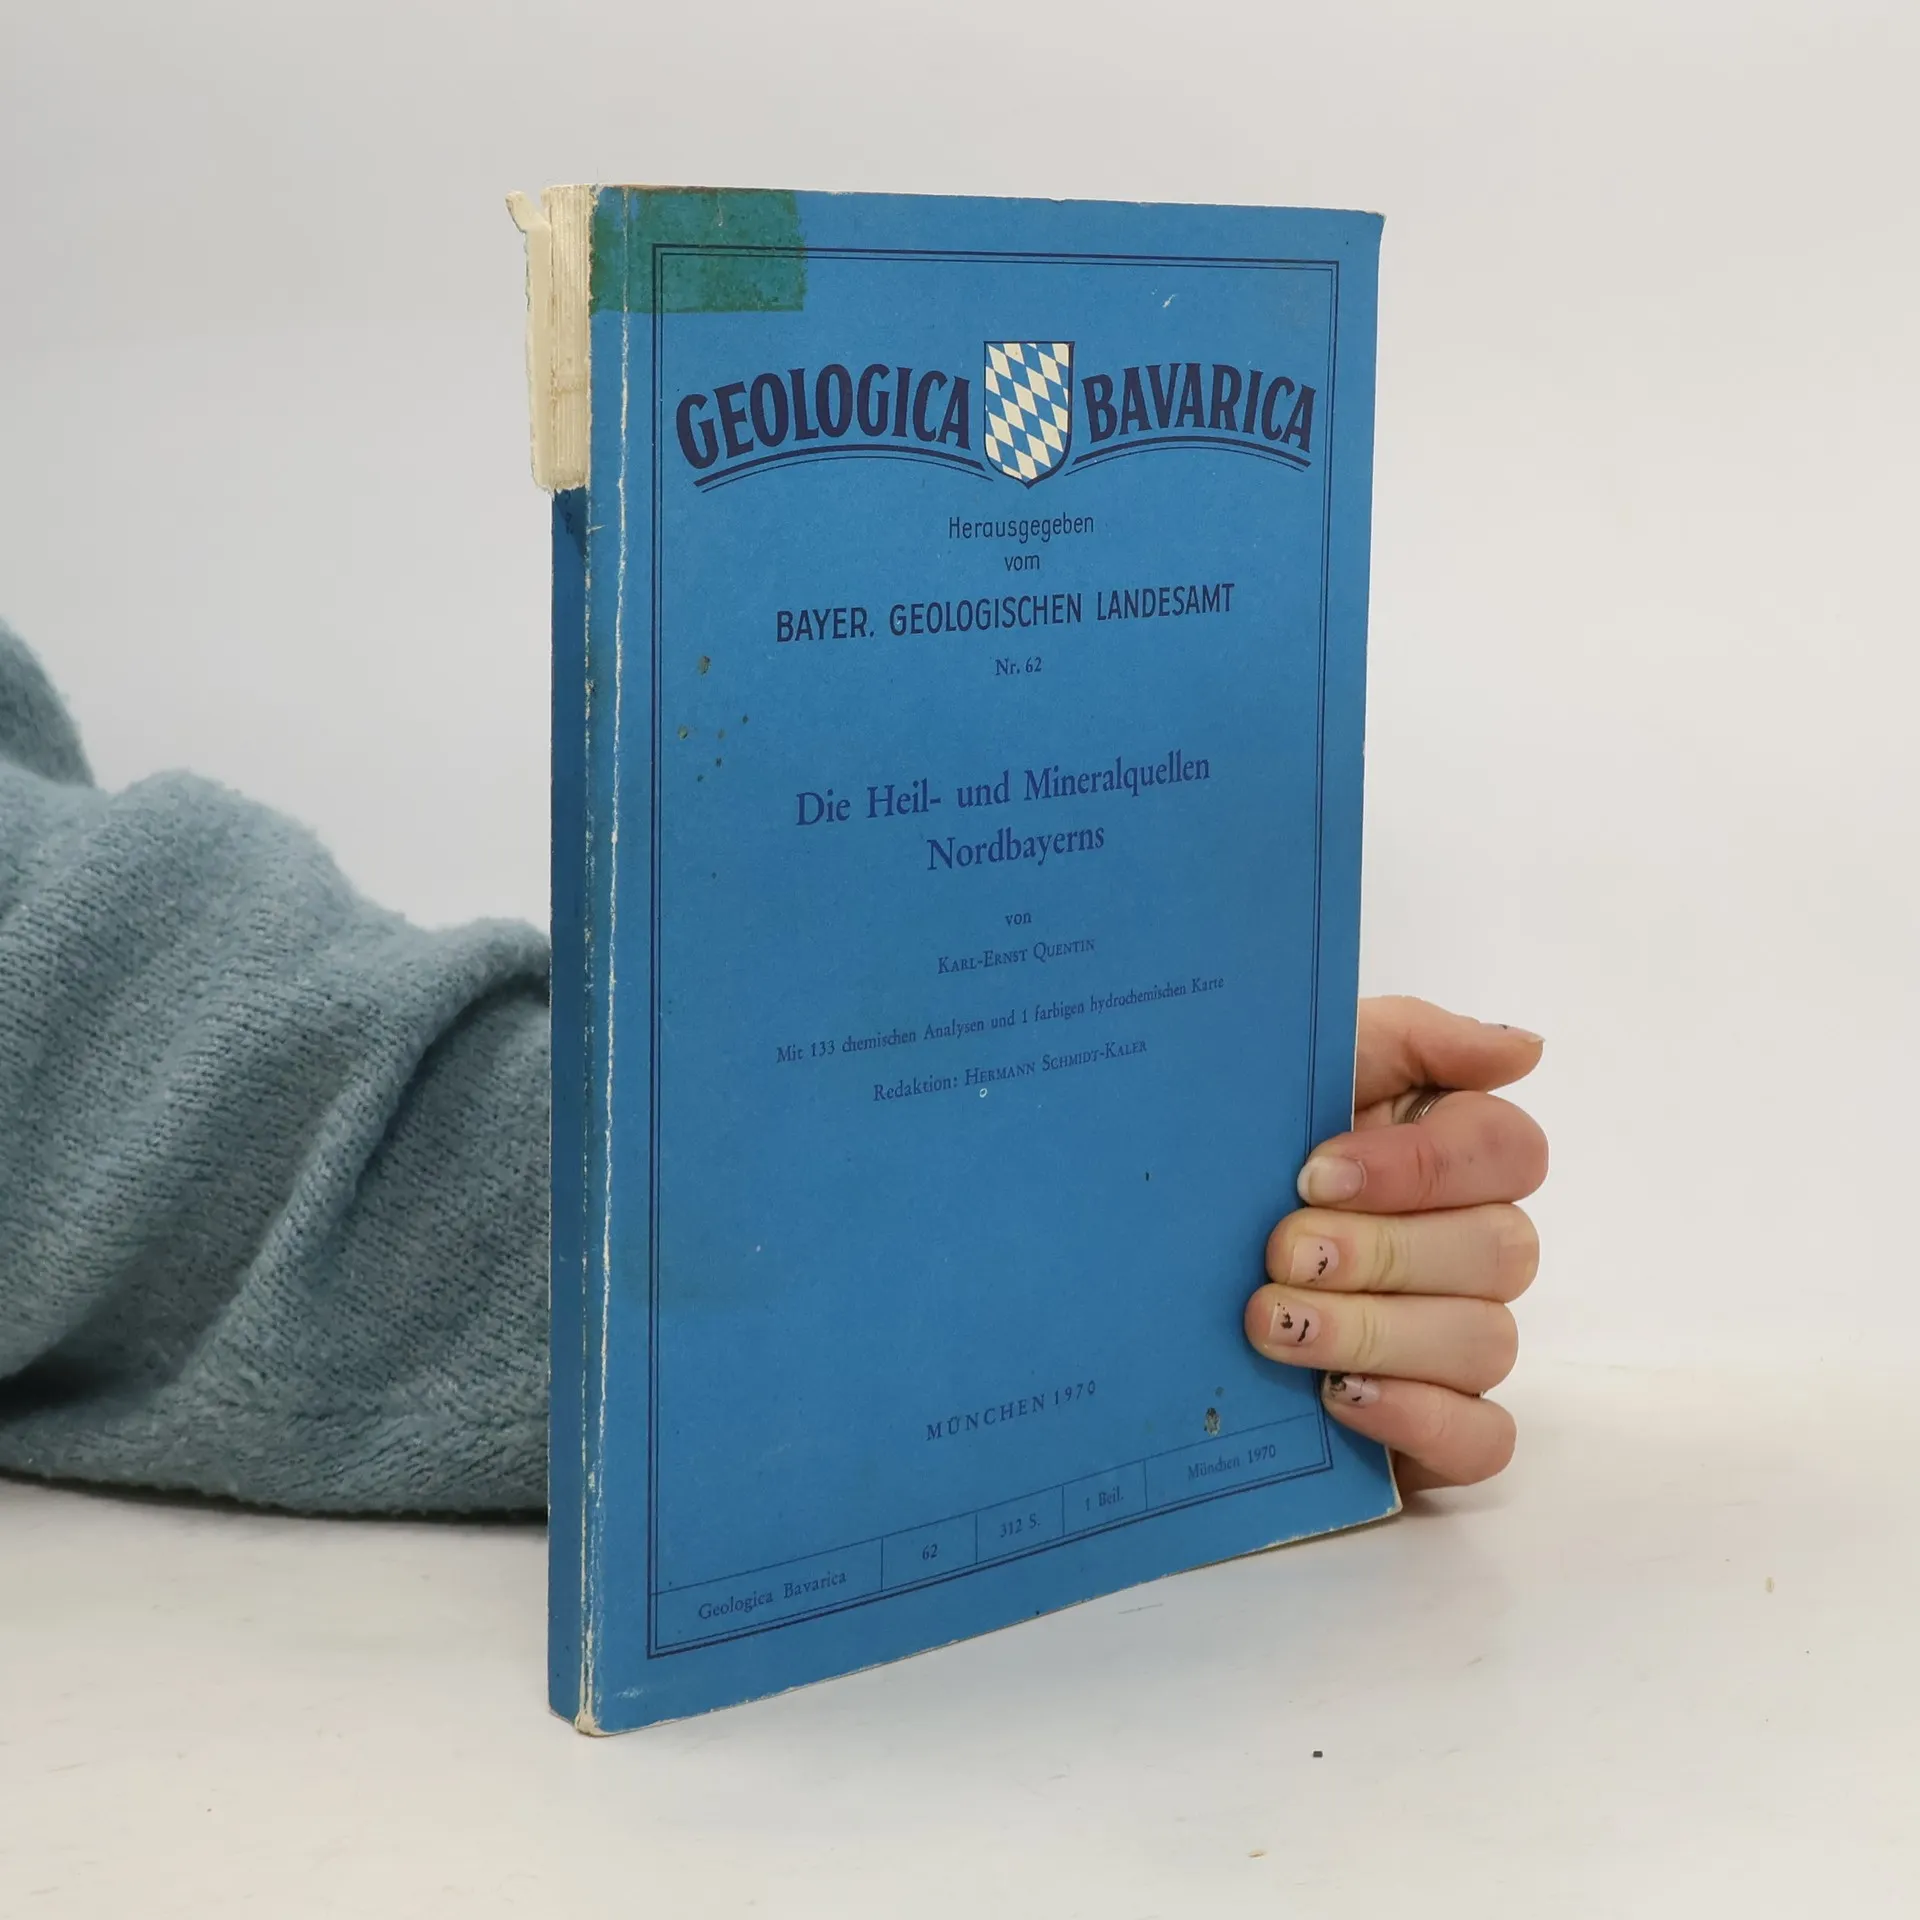 GEOLOGICA BAVARICA
Herausgegeben
vom
BAYER. GEOLOGISCHEN LANDESAMT
Nr. 62
Die Heil- und Mineralquellen
Nordbayerns
von
KARL-ERNST QUENTIN
Mit 133 chemischen Analysen und 1 farbigen hydrochemischen Karte
Redaktion: HERMANN SCHMIDT-KALER
MÜNCHEN 1970
Geologica Bavarica 62 312 S. 1 Beil. München 1970